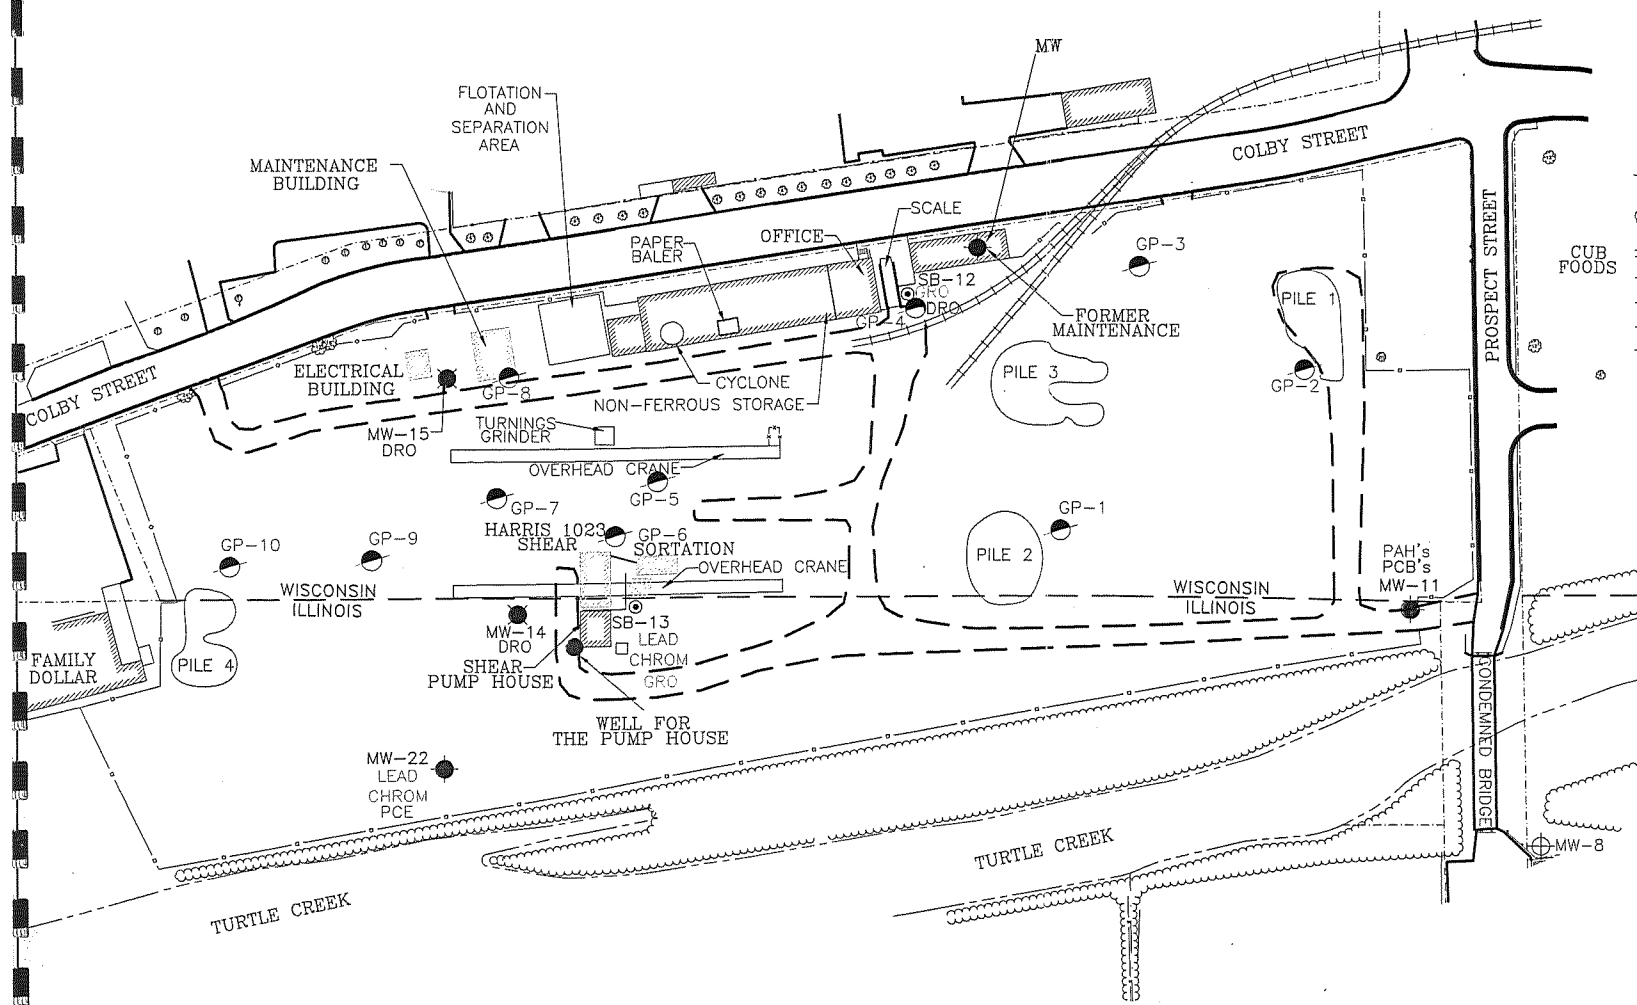 MW
FLOTATION
AND
SEPARATION
AREA
COLBY STREET
MAINTENANCE
BUILDING
PROSPECT STREET
SCALE
PAPER
BALER
OFFICE
GP-3
CUB
FOODS
SB-12
GRO
DRO
GP-4
PILE 1
FORMER
MAINTENANCE
ELECTRICAL
BUILDING
COLBY STREET
GP-8
CYCLONE
NON-FERROUS STORAGE
PILE 3
GP-2
MW-15
DRO
TURNINGS
GRINDER
OVERHEAD CRANE
GP-5
GP-7
GP-1
HARRIS 1023
SHEAR
GP-6
SORTATION
GP-10
GP-9
OVERHEAD CRANE
PILE 2
PAH's
PCB's
MW-11
WISCONSIN
ILLINOIS
WISCONSIN
ILLINOIS
MW-14
DRO
SB-13
LEAD
CHROM
GRO
FAMILY
DOLLAR
PILE 4
SHEAR
PUMP HOUSE
WELL FOR
THE PUMP HOUSE
CONDEMNED BRIDGE
MW-22
LEAD
CHROM
PCE
TURTLE CREEK
MW-8
TURTLE CREEK